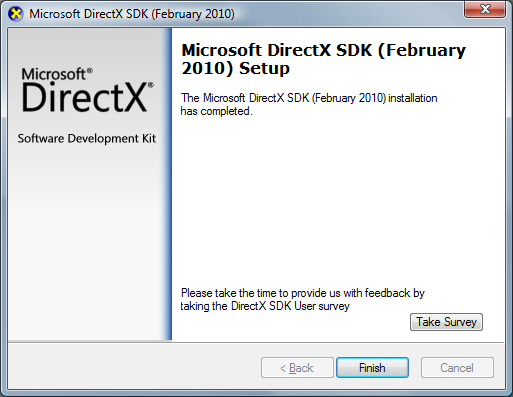 Microsoft DirectX SDK (February 2010)
Microsoft®
DirectX®
Software Development Kit
Microsoft DirectX SDK (February
2010) Setup
The Microsoft DirectX SDK (February 2010) installation
has completed.
Please take the time to provide us with feedback by
taking the DirectX SDK User survey
Take Survey
< Back
Finish
Cancel